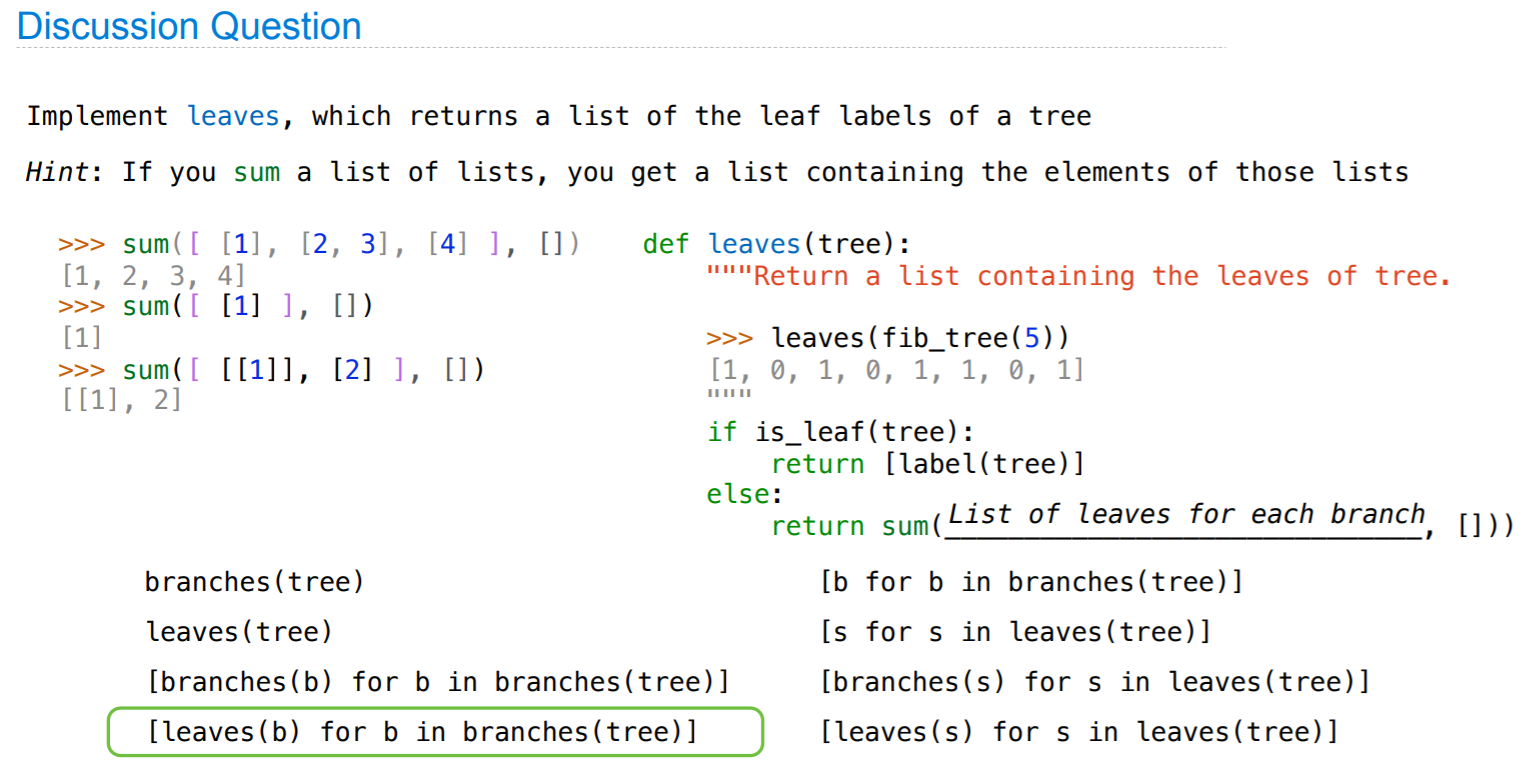 Discussion Question
Implement leaves, which returns a list of the leaf labels of a tree
Hint: If you sum a list of lists, you get a list containing the elements of those lists
>>> sum([ [1], [2, 3], [4] ], [])
[1, 2, 3, 4]
>>> sum([ [1] ], [])
[1]
>>> sum([ [[1]], [2] ], [])
[[1], 2]
def leaves(tree):
"""Return a list containing the leaves of tree.
>>> leaves(fib_tree(5))
[1, 0, 1, 0, 1, 1, 0, 1]
"""
if is_leaf(tree):
return [label(tree)]
else:
return sum(List of leaves for each branch, []))
branches(tree)
leaves(tree)
[branches(b) for b in branches(tree)]
[leaves(b) for b in branches(tree)]
[b for b in branches(tree)]
[s for s in leaves(tree)]
[branches(s) for s in leaves(tree)]
[leaves(s) for s in leaves(tree)]